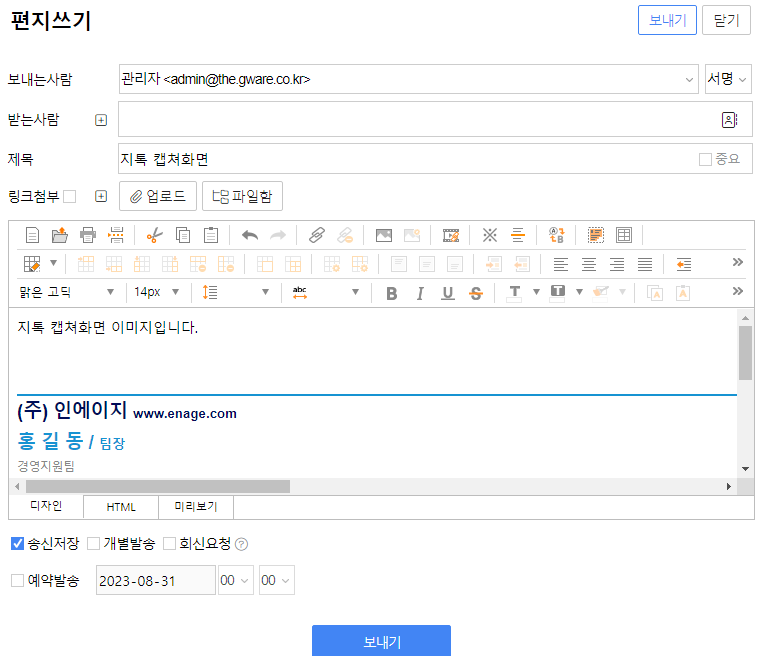 편지쓰기 보내기 닫기
보내는사람 관리자 <admin@the.gware.co.kr> 서명
받는사람
제목 지톡 캡쳐화면 중요
링크첨부 업로드 파일함
맑은 고딕 14px abc B I U S T T
지톡 캡쳐화면 이미지입니다.
(주) 인에이지 www.enage.com
홍 길 동 / 팀장
경영지원팀
디자인 HTML 미리보기
송신저장 개별발송 회신요청 ?
예약발송 2023-08-31 00 00
보내기